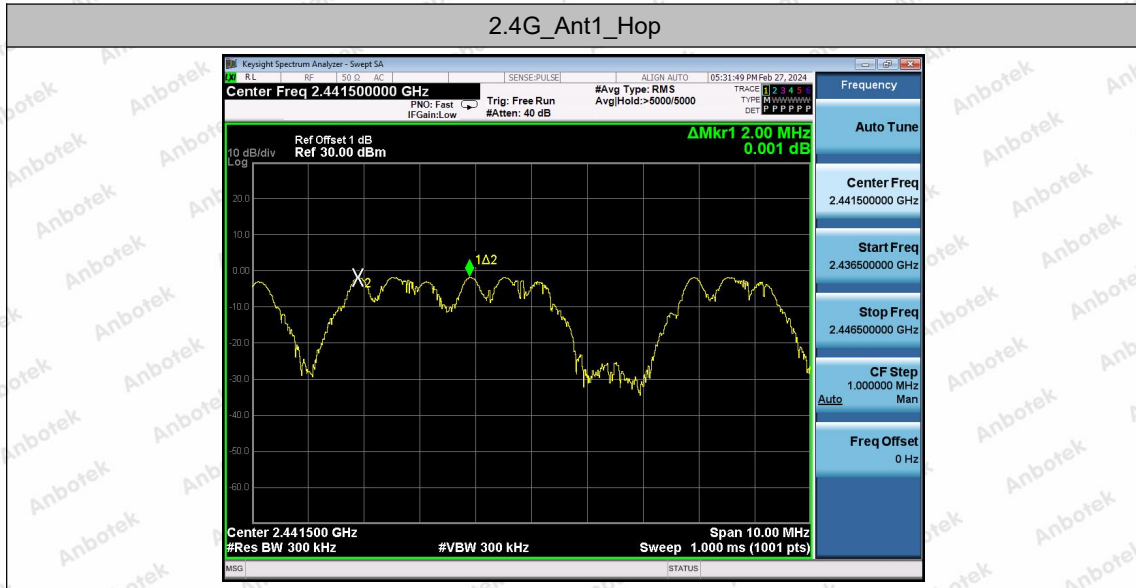 2.4G_Ant1_Hop
Keysight Spectrum Analyzer - Swept SA
LXI RL RF 50 Ω AC SENSE:PULSE ALIGN AUTO 05:31:49 PM Feb 27, 2024
Center Freq 2.441500000 GHz
PNO: Fast
IFGain:Low
Trig: Free Run
#Atten: 40 dB
#Avg Type: RMS
Avg|Hold:>5000/5000
TRACE 1 2 3 4 5 6
TYPE M W W W W W
DET P P P P P P
Frequency
Auto Tune
Center Freq
2.441500000 GHz
Start Freq
2.436500000 GHz
Stop Freq
2.446500000 GHz
CF Step
1.000000 MHz
Auto Man
Freq Offset
0 Hz
ΔMkr1 2.00 MHz
0.001 dB
Ref Offset 1 dB
10 dB/div Ref 30.00 dBm
Log
20.0
10.0
0.00
-10.0
-20.0
-30.0
-40.0
-50.0
-60.0
1Δ2
2
Center 2.441500 GHz Span 10.00 MHz
#Res BW 300 kHz #VBW 300 kHz Sweep 1.000 ms (1001 pts)
MSG STATUS
Anbotek